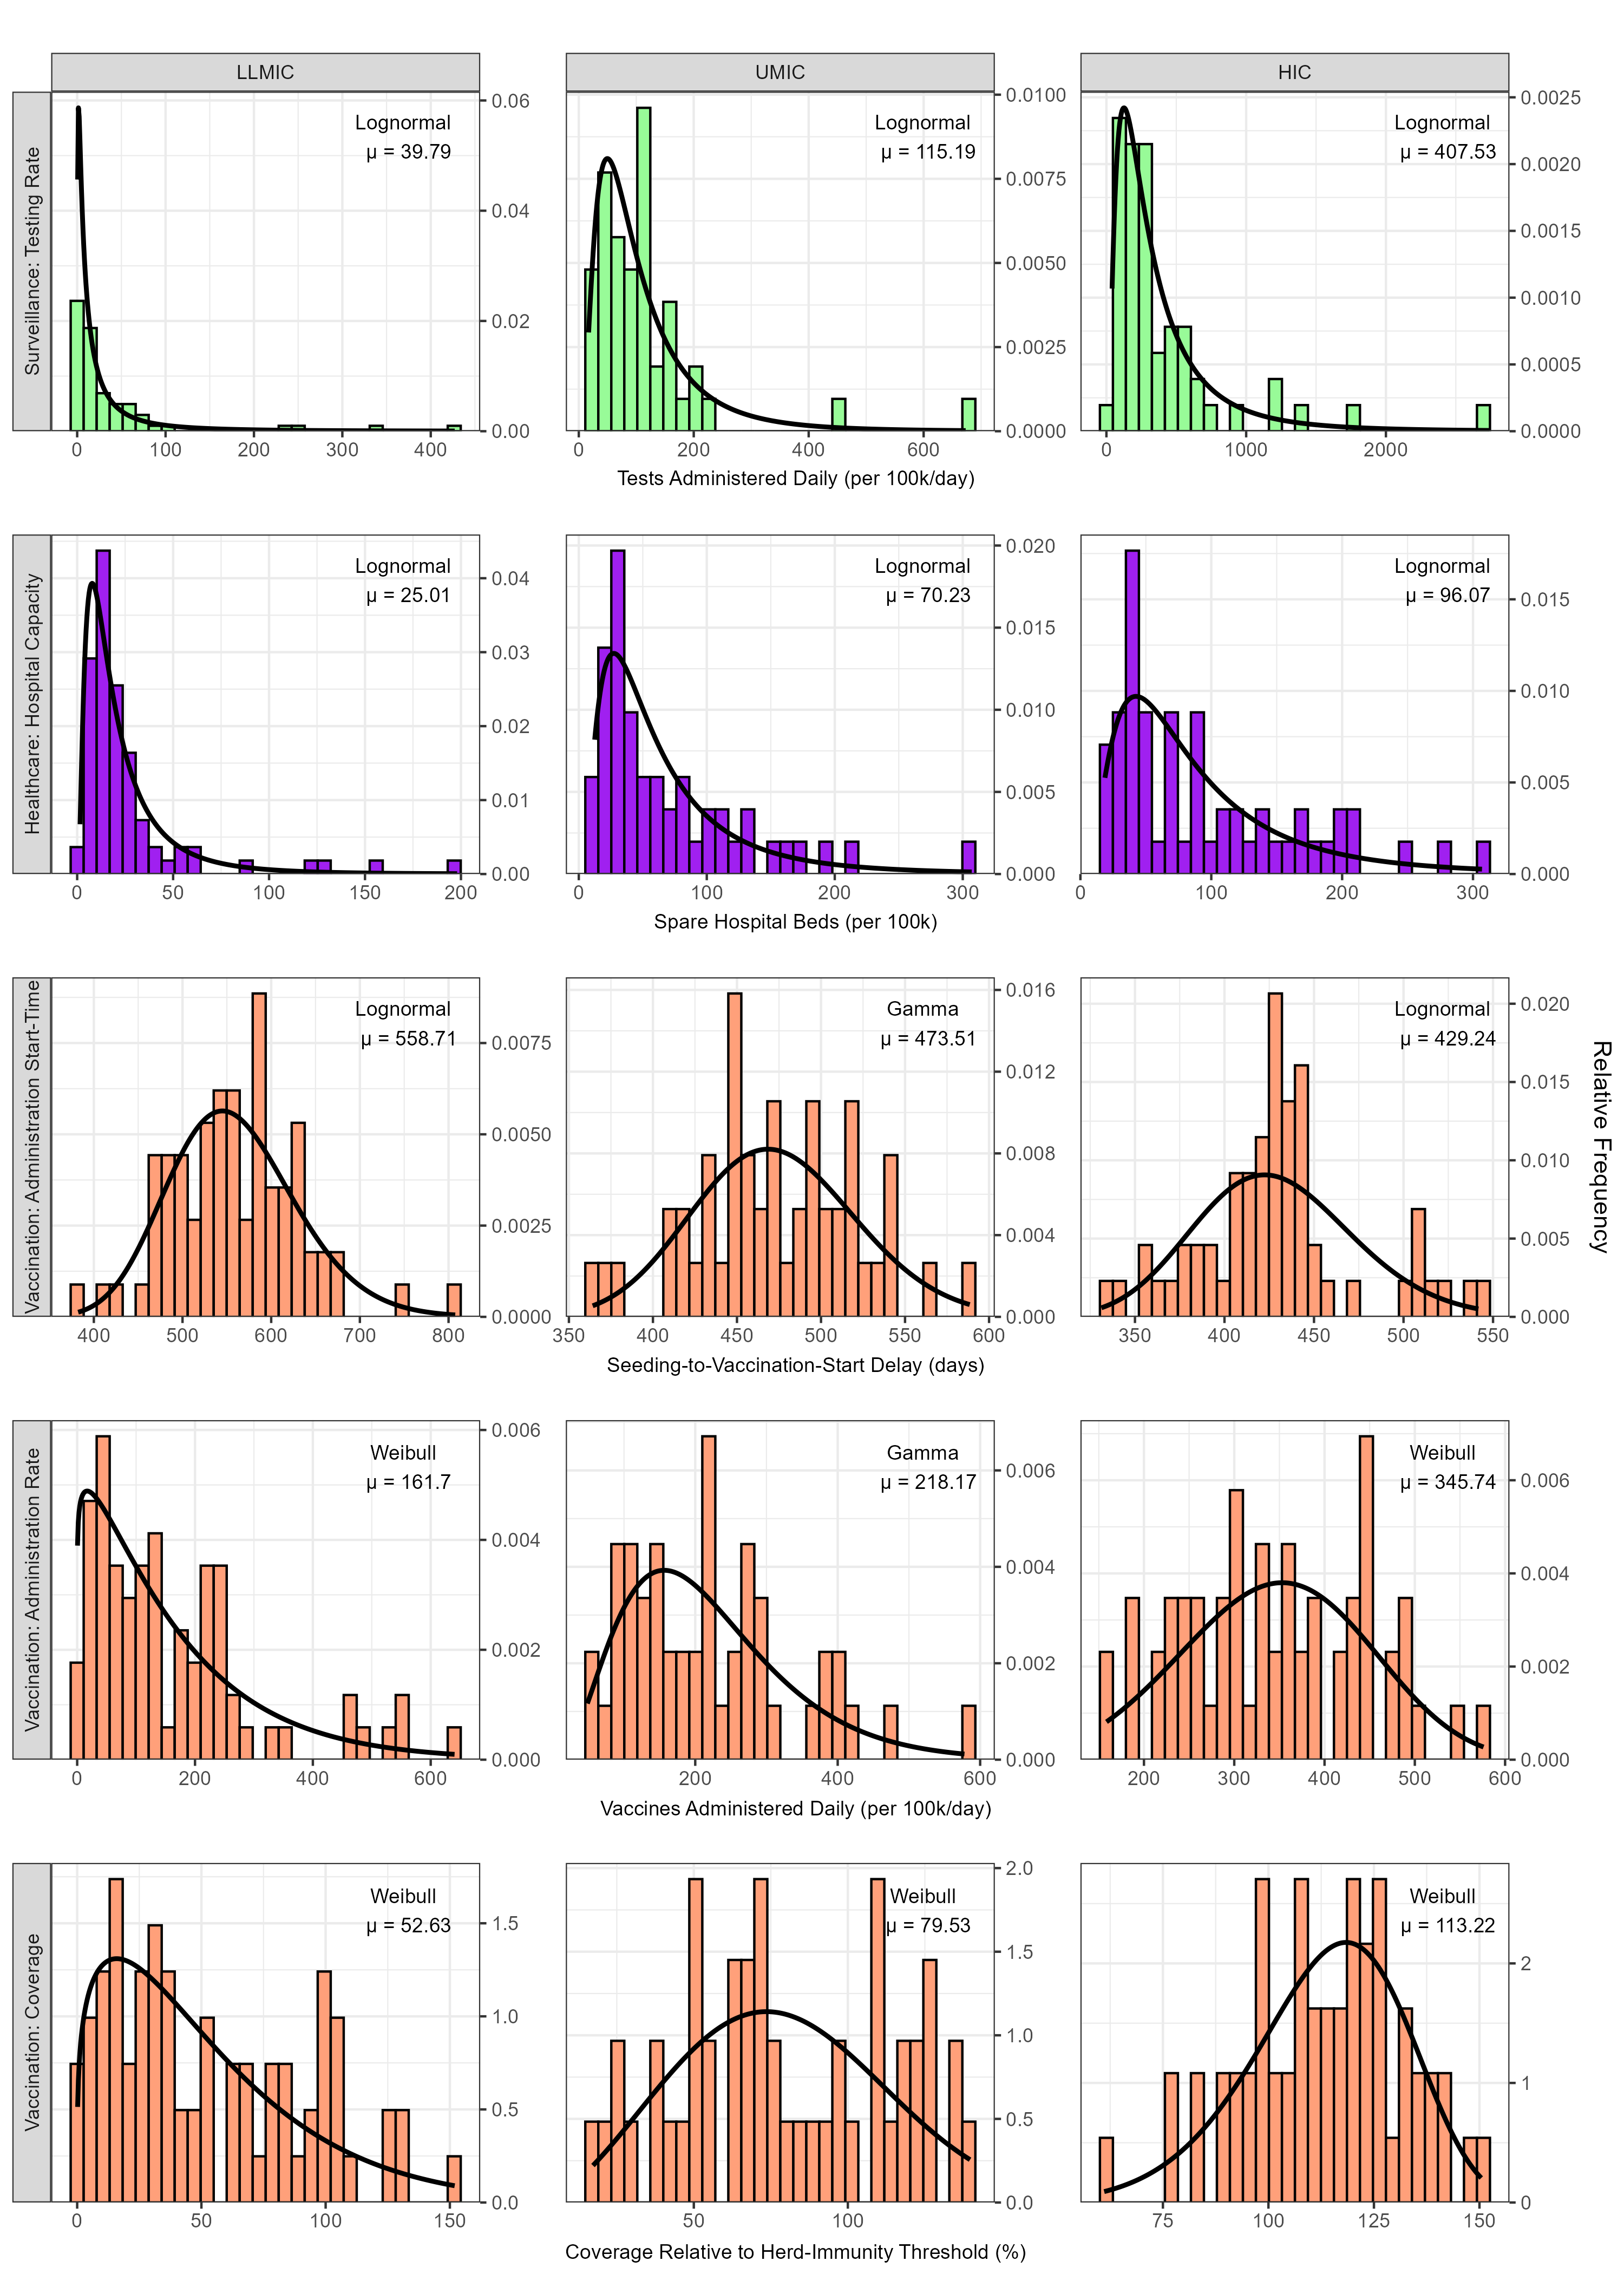 LLMIC
UMIC
HIC
Surveillance: Testing Rate
Lognormal
μ = 39.79
0.06
0.04
0.02
0.00
0 100 200 300 400
Lognormal
μ = 115.19
0.0100
0.0075
0.0050
0.0025
0.0000
0 200 400 600
Lognormal
μ = 407.53
0.0025
0.0020
0.0015
0.0010
0.0005
0.0000
0 1000 2000
Tests Administered Daily (per 100k/day)
Healthcare: Hospital Capacity
Lognormal
μ = 25.01
0.04
0.03
0.02
0.01
0.00
0 50 100 150 200
Lognormal
μ = 70.23
0.020
0.015
0.010
0.005
0.000
0 100 200 300
Lognormal
μ = 96.07
0.015
0.010
0.005
0.000
0 100 200 300
Spare Hospital Beds (per 100k)
Vaccination: Administration Start-Time
Lognormal
μ = 558.71
0.0075
0.0050
0.0025
0.0000
400 500 600 700 800
Gamma
μ = 473.51
0.016
0.012
0.008
0.004
0.000
350 400 450 500 550 600
Lognormal
μ = 429.24
0.020
0.015
0.010
0.005
0.000
350 400 450 500 550
Seeding-to-Vaccination-Start Delay (days)
Relative Frequency
Vaccination: Administration Rate
Weibull
μ = 161.7
0.006
0.004
0.002
0.000
0 200 400 600
Gamma
μ = 218.17
0.006
0.004
0.002
0.000
200 400 600
Weibull
μ = 345.74
0.006
0.004
0.002
0.000
200 300 400 500 600
Vaccines Administered Daily (per 100k/day)
Vaccination: Coverage
Weibull
μ = 52.63
1.5
1.0
0.5
0.0
0 50 100 150
Weibull
μ = 79.53
2.0
1.5
1.0
0.5
0.0
50 100
Weibull
μ = 113.22
2
1
0
75 100 125 150
Coverage Relative to Herd-Immunity Threshold (%)